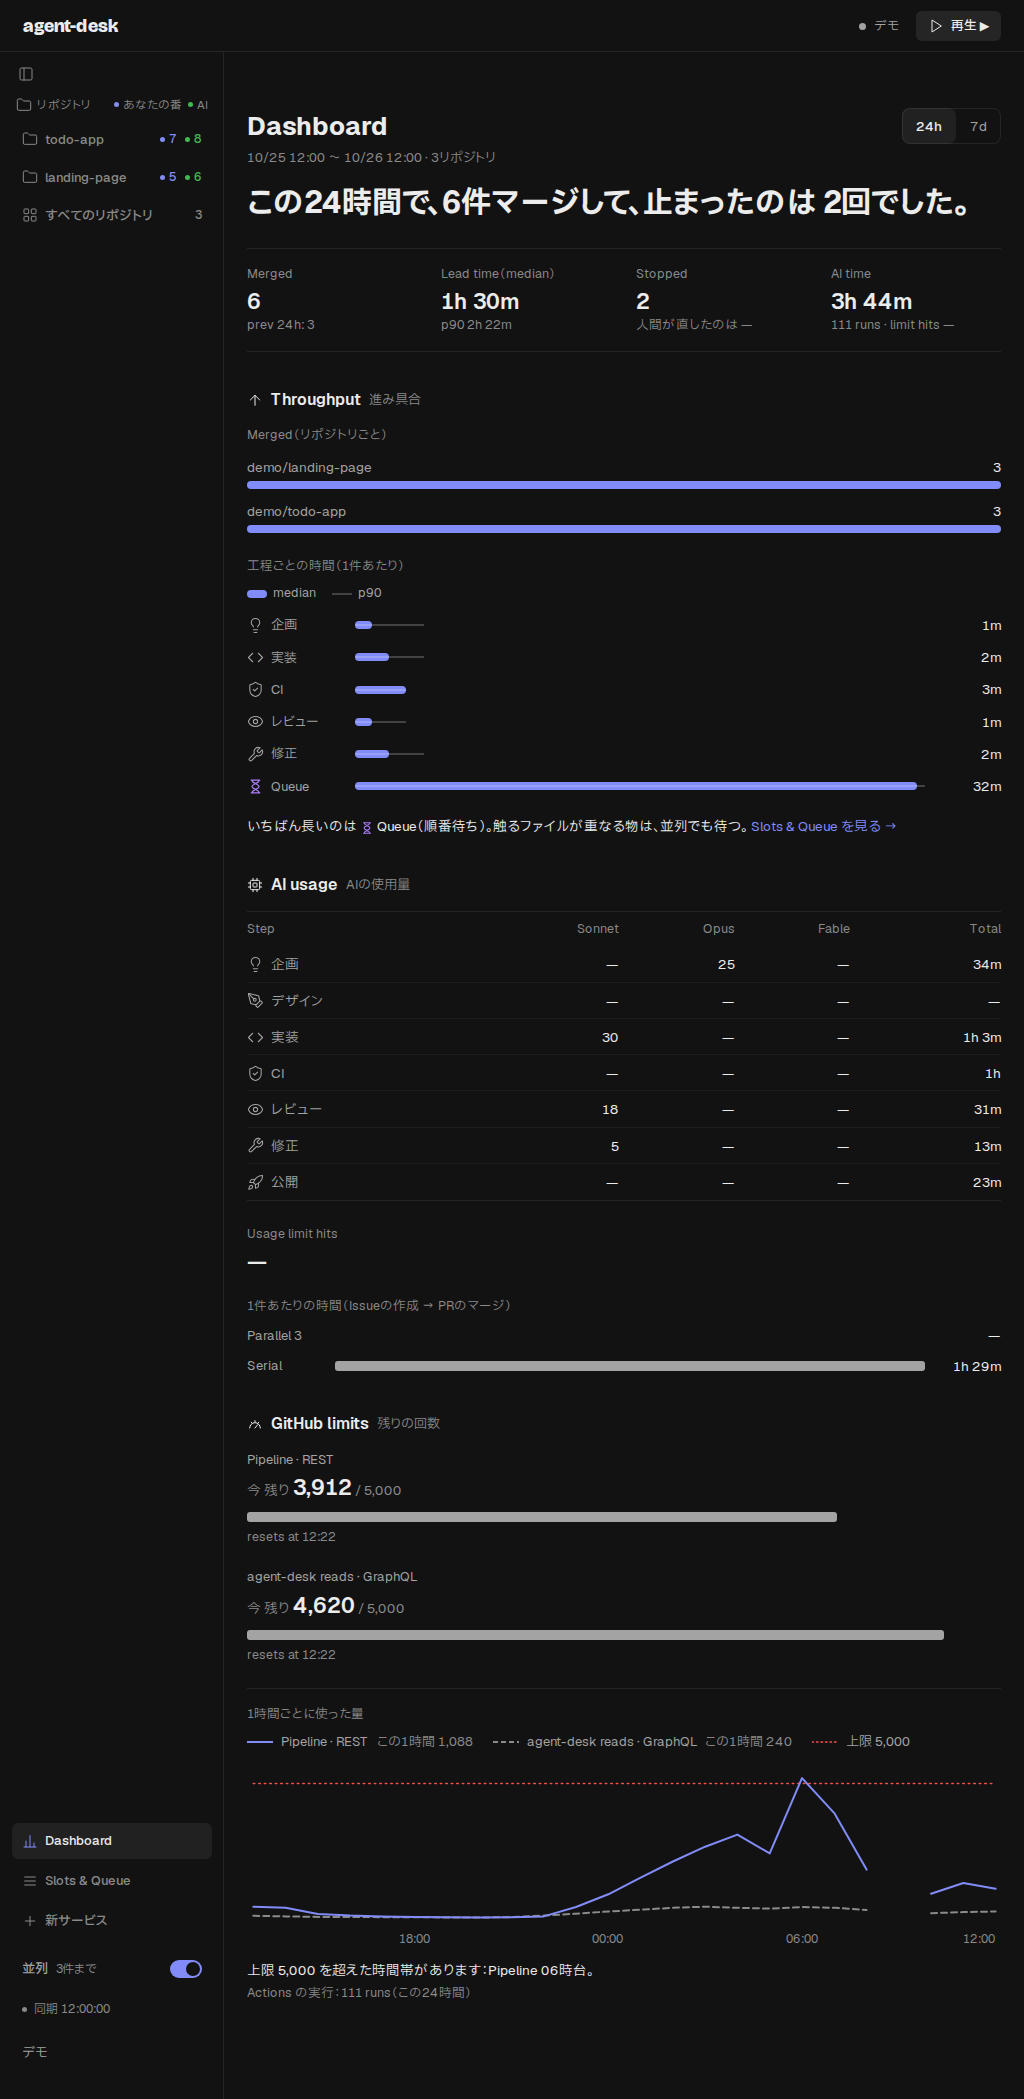 agent-desk
デモ
再生 ▶
リポジトリ あなたの番 AI
todo-app 7 8
landing-page 5 6
すべてのリポジトリ 3
Dashboard
24h 7d
10/25 12:00 〜 10/26 12:00 · 3リポジトリ
この24時間で、6件マージして、止まったのは 2回でした。
Merged
6
prev 24h: 3
Lead time（median）
1h 30m
p90 2h 22m
Stopped
2
人間が直したのは —
AI time
3h 44m
111 runs · limit hits —
Throughput 進み具合
Merged（リポジトリごと）
demo/landing-page 3
demo/todo-app 3
工程ごとの時間（1件あたり）
median p90
企画 1m
実装 2m
CI 3m
レビュー 1m
修正 2m
Queue 32m
いちばん長いのは Queue（順番待ち）。触るファイルが重なる物は、並列でも待つ。Slots & Queue を見る →
AI usage AIの使用量
Step Sonnet Opus Fable Total
企画 — 25 — 34m
デザイン — — — —
実装 30 — — 1h 3m
CI — — — 1h
レビュー 18 — — 31m
修正 5 — — 13m
公開 — — — 23m
Usage limit hits
—
1件あたりの時間（Issueの作成 → PRのマージ）
Parallel 3 —
Serial 1h 29m
GitHub limits 残りの回数
Pipeline · REST
今 残り 3,912 / 5,000
resets at 12:22
agent-desk reads · GraphQL
今 残り 4,620 / 5,000
resets at 12:22
1時間ごとに使った量
Pipeline · REST この1時間 1,088 agent-desk reads · GraphQL この1時間 240 上限 5,000
18:00 00:00 06:00 12:00
上限 5,000 を超えた時間帯があります：Pipeline 06時台。
Actions の実行：111 runs（この24時間）
Dashboard
Slots & Queue
新サービス
並列 3件まで
同期 12:00:00
デモ